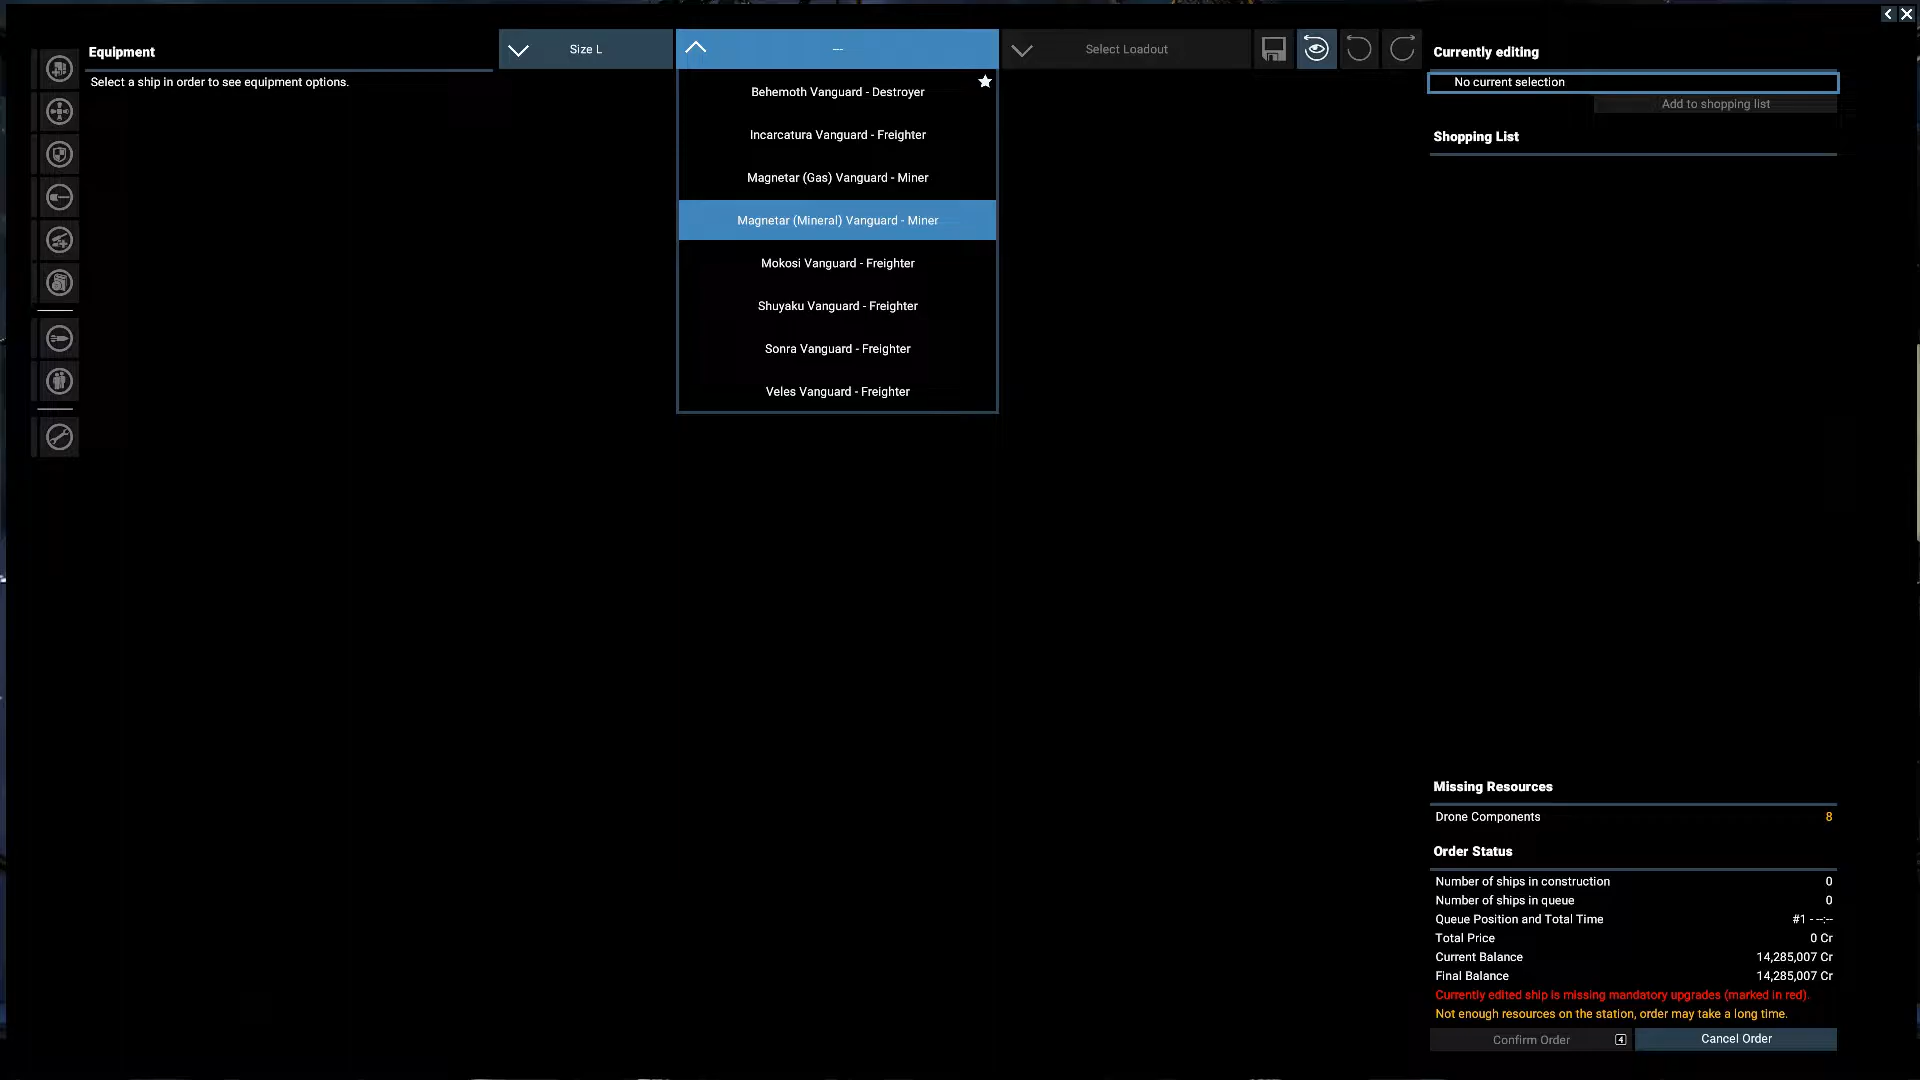 Equipment
Select a ship in order to see equipment options.
Size L
---
Select Loadout
Behemoth Vanguard - Destroyer
Incarcatura Vanguard - Freighter
Magnetar (Gas) Vanguard - Miner
Magnetar (Mineral) Vanguard - Miner
Mokosi Vanguard - Freighter
Shuyaku Vanguard - Freighter
Sonra Vanguard - Freighter
Veles Vanguard - Freighter
Currently editing
No current selection
Add to shopping list
Shopping List
Missing Resources
Drone Components 8
Order Status
Number of ships in construction 0
Number of ships in queue 0
Queue Position and Total Time #1 - --:--
Total Price 0 Cr
Current Balance 14,285,007 Cr
Final Balance 14,285,007 Cr
Currently edited ship is missing mandatory upgrades (marked in red).
Not enough resources on the station, order may take a long time.
Confirm Order 4
Cancel Order